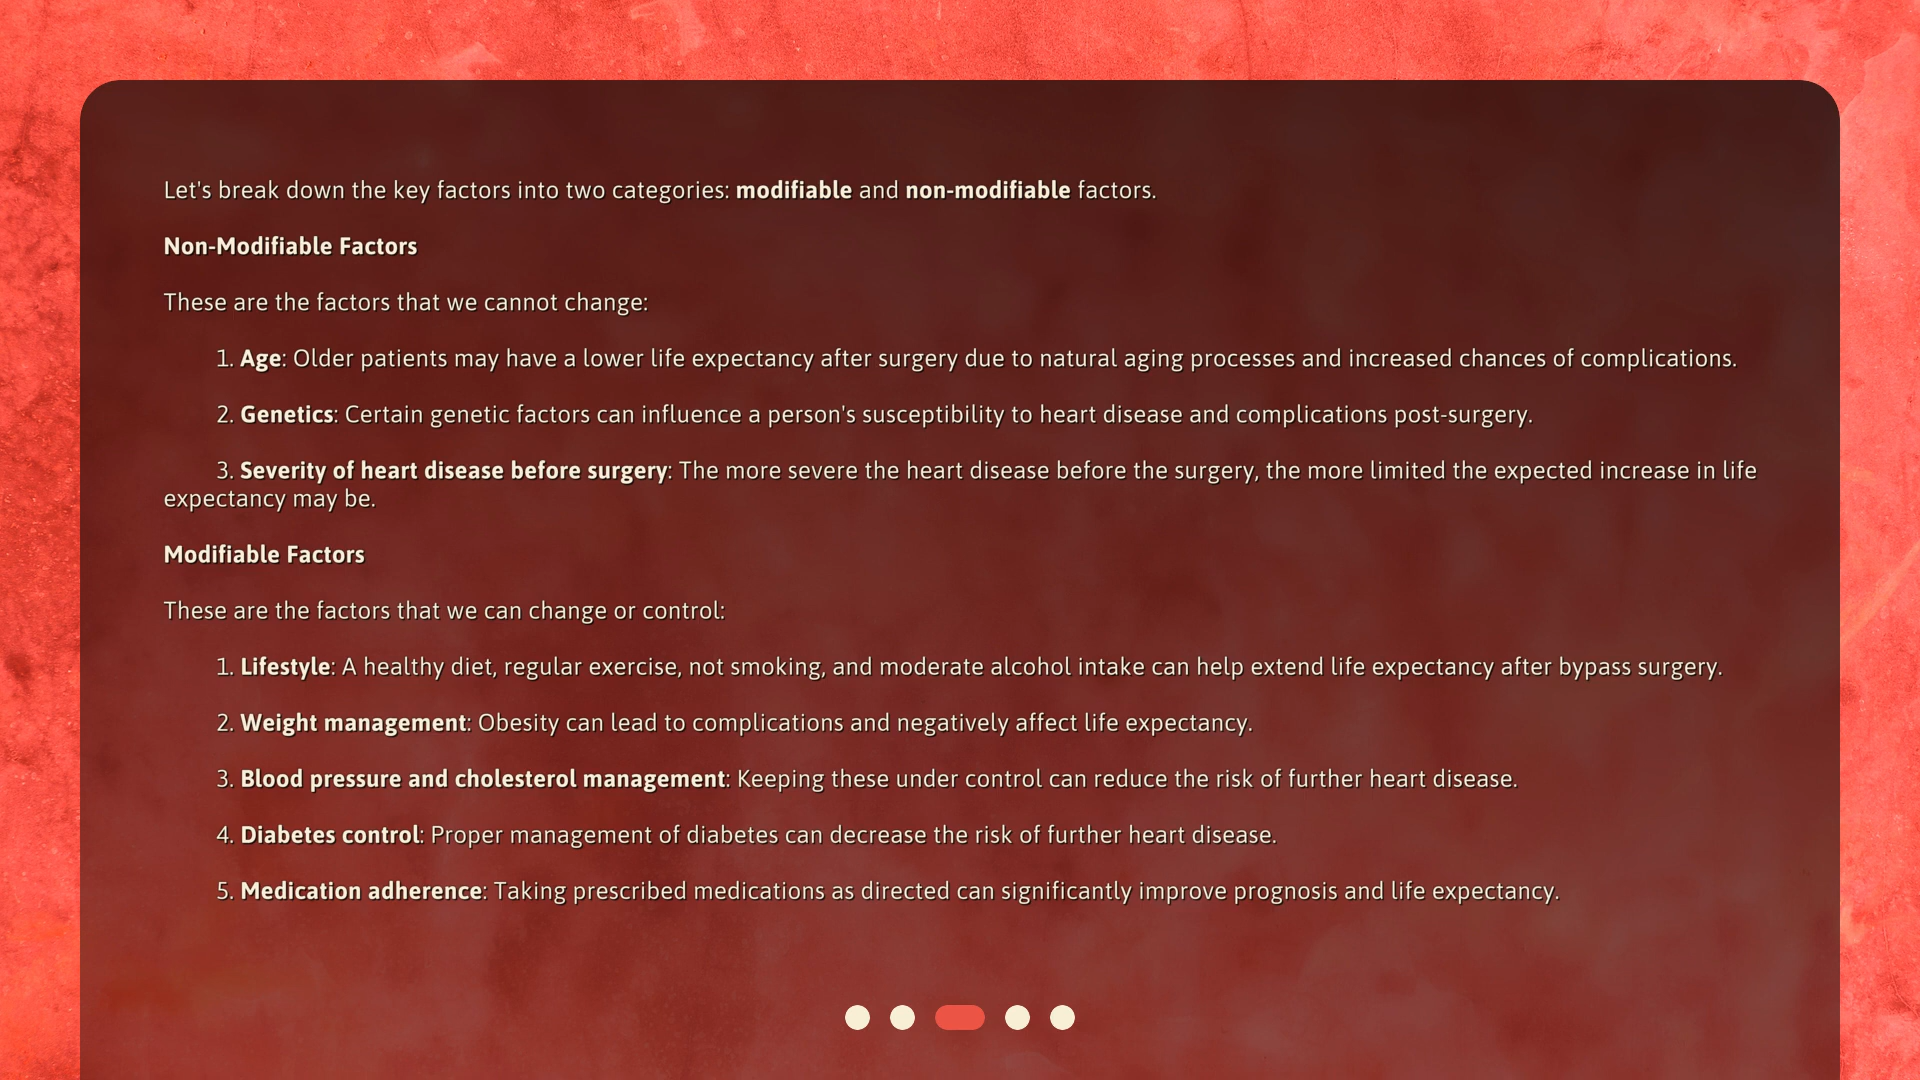 Let's break down the key factors into two categories: modifiable and non-modifiable factors.
Non-Modifiable Factors
These are the factors that we cannot change:
1. Age: Older patients may have a lower life expectancy after surgery due to natural aging processes and increased chances of complications.
2. Genetics: Certain genetic factors can influence a person's susceptibility to heart disease and complications post-surgery.
3. Severity of heart disease before surgery: The more severe the heart disease before the surgery, the more limited the expected increase in life
expectancy may be.
Modifiable Factors
These are the factors that we can change or control:
1. Lifestyle: A healthy diet, regular exercise, not smoking, and moderate alcohol intake can help extend life expectancy after bypass surgery.
2. Weight management: Obesity can lead to complications and negatively affect life expectancy.
3. Blood pressure and cholesterol management: Keeping these under control can reduce the risk of further heart disease.
4. Diabetes control: Proper management of diabetes can decrease the risk of further heart disease.
5. Medication adherence: Taking prescribed medications as directed can significantly improve prognosis and life expectancy.